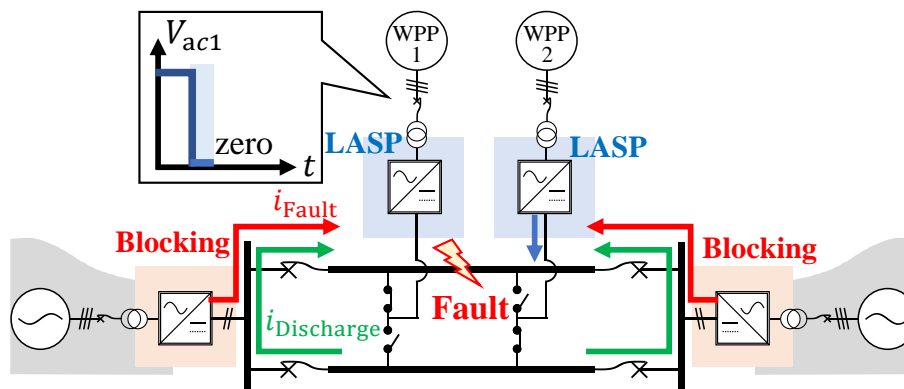 V_ac1
zero
t
WPP
1
WPP
2
LASP
LASP
i_Fault
Blocking
Blocking
Fault
i_Discharge